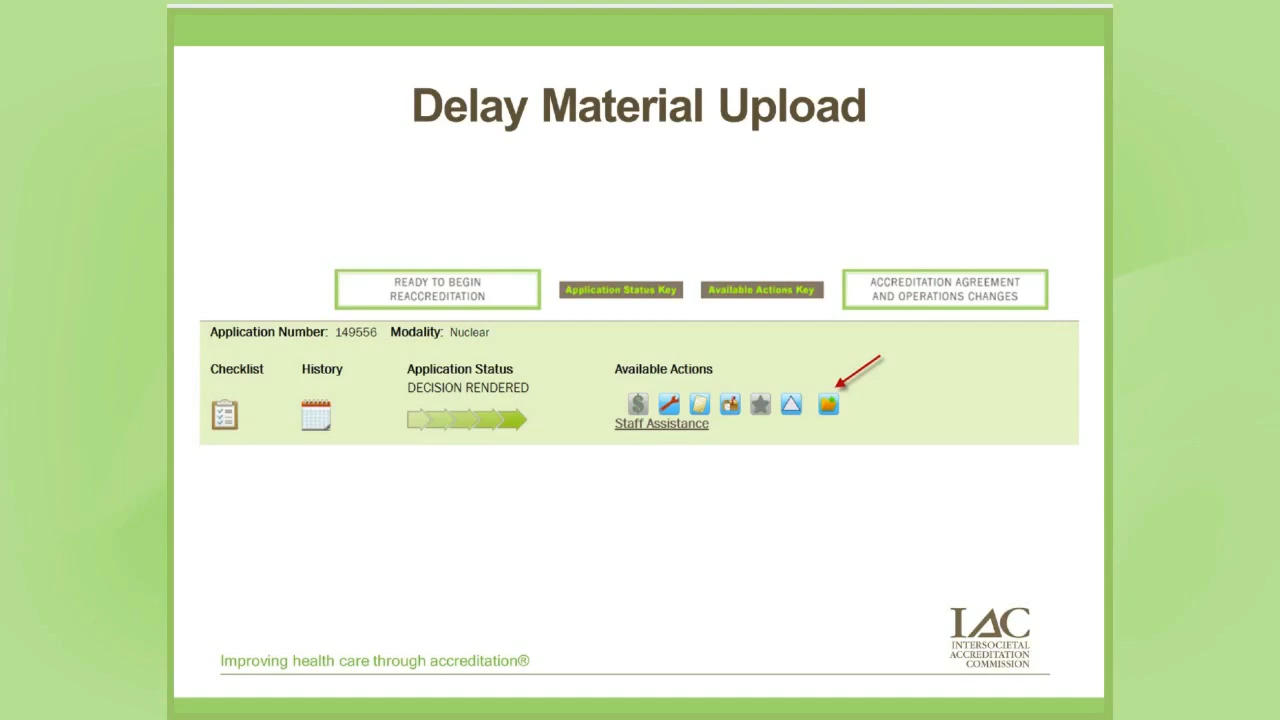 Delay Material Upload
READY TO BEGIN
REACCREDITATION
Application Status Key
Available Actions Key
ACCREDITATION AGREEMENT
AND OPERATIONS CHANGES
Application Number: 149556 Modality: Nuclear
Checklist
History
Application Status
DECISION RENDERED
Available Actions
$
Staff Assistance
IAC
INTERSOCIETAL
ACCREDITATION
COMMISSION
Improving health care through accreditation®